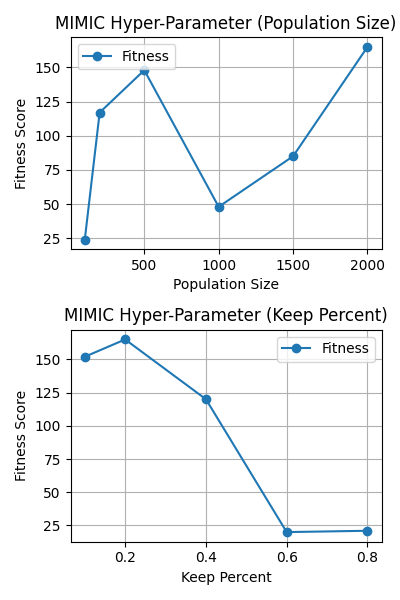 MIMIC Hyper-Parameter (Population Size)
Fitness
Fitness Score
150
125
100
75
50
25
500 1000 1500 2000
Population Size
MIMIC Hyper-Parameter (Keep Percent)
Fitness
Fitness Score
150
125
100
75
50
25
0.2 0.4 0.6 0.8
Keep Percent